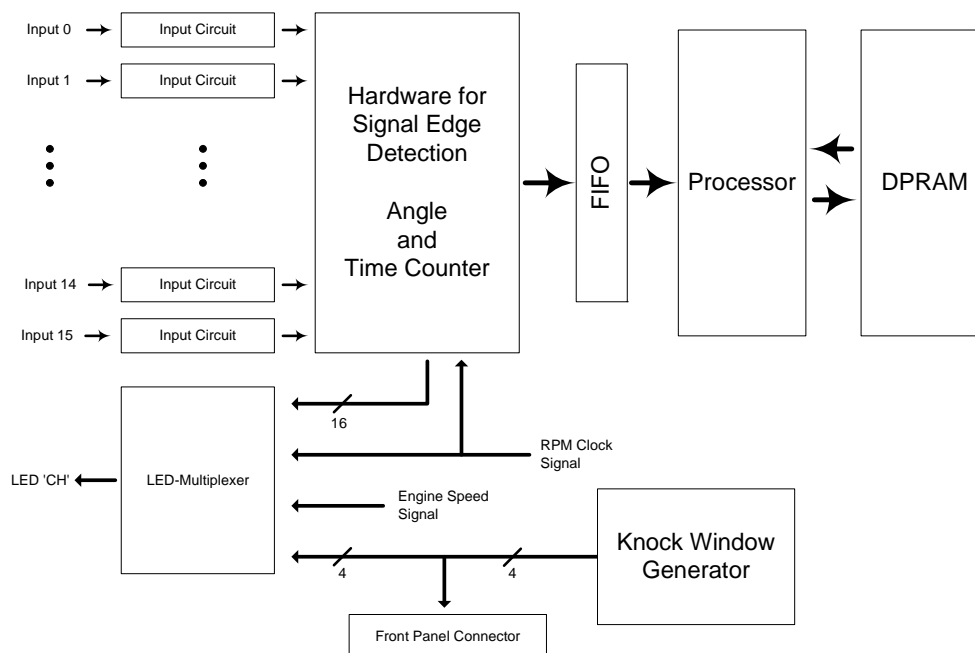 Input 0
Input Circuit
Input 1
Input Circuit
Hardware for
Signal Edge
Detection
Angle
and
Time Counter
FIFO
Processor
DPRAM
Input 14
Input Circuit
Input 15
Input Circuit
16
RPM Clock
Signal
LED 'CH'
LED-Multiplexer
Engine Speed
Signal
Knock Window
Generator
4
4
Front Panel Connector